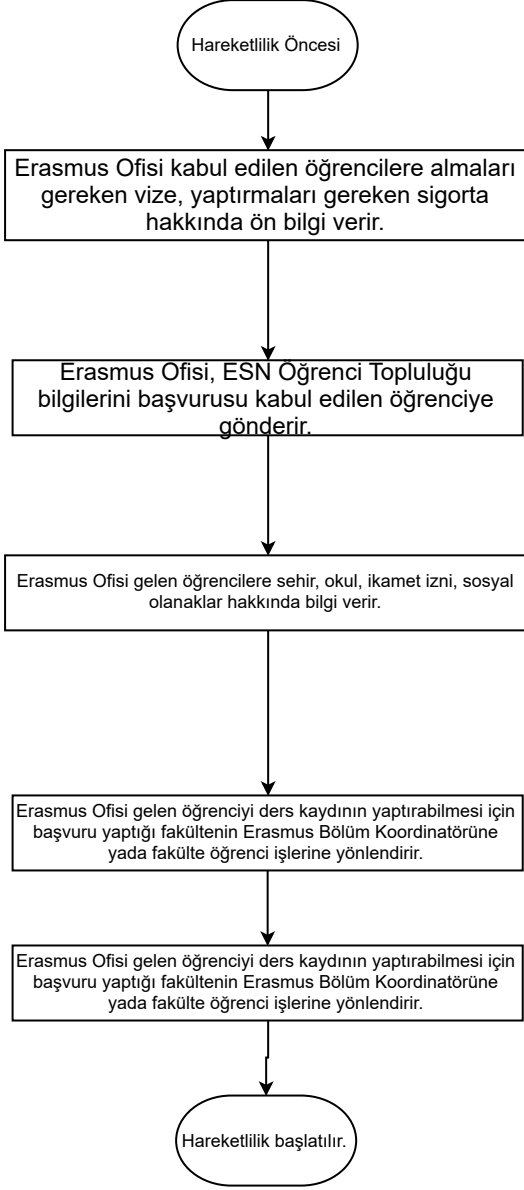 Hareketlilik Öncesi
Erasmus Ofisi kabul edilen öğrencilere almaları
gereken vize, yaptırmaları gereken sigorta
hakkında ön bilgi verir.
Erasmus Ofisi, ESN Öğrenci Topluluğu
bilgilerini başvurusu kabul edilen öğrenciye
gönderir.
Erasmus Ofisi gelen öğrencilere sehir, okul, ikamet izni, sosyal
olanaklar hakkında bilgi verir.
Erasmus Ofisi gelen öğrenciyi ders kaydının yaptırabilmesi için
başvuru yaptığı fakültenin Erasmus Bölüm Koordinatörüne
yada fakülte öğrenci işlerine yönlendirir.
Erasmus Ofisi gelen öğrenciyi ders kaydının yaptırabilmesi için
başvuru yaptığı fakültenin Erasmus Bölüm Koordinatörüne
yada fakülte öğrenci işlerine yönlendirir.
Hareketlilik başlatılır.